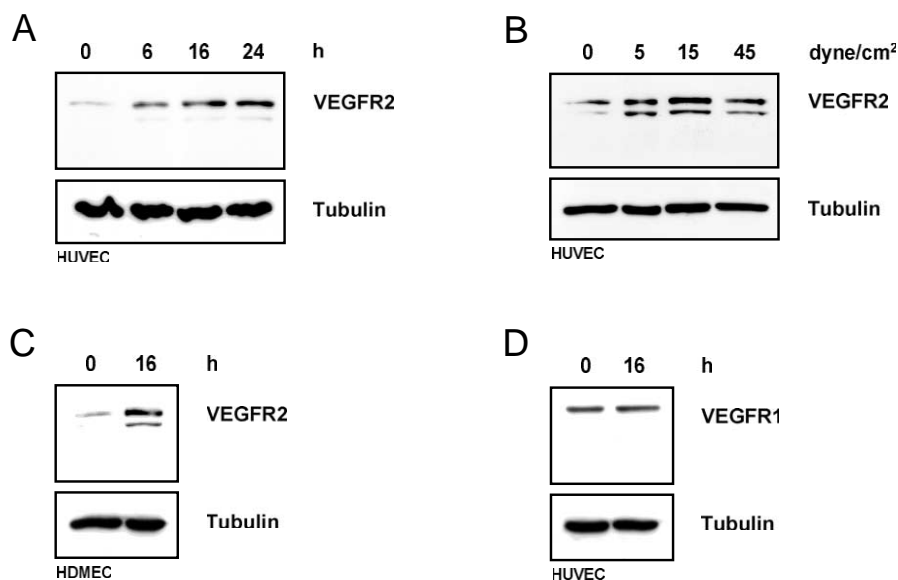 A
0 6 16 24 h
VEGFR2
Tubulin
HUVEC
B
0 5 15 45 dyne/cm²
VEGFR2
Tubulin
HUVEC
C
0 16 h
VEGFR2
Tubulin
HDMEC
D
0 16 h
VEGFR1
Tubulin
HUVEC